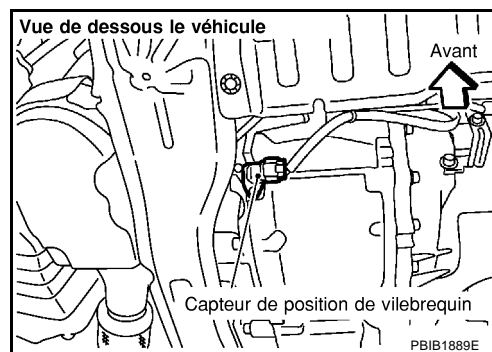 Vue de dessous le véhicule
Avant
Capteur de position de vilebrequin
PBIB1889E